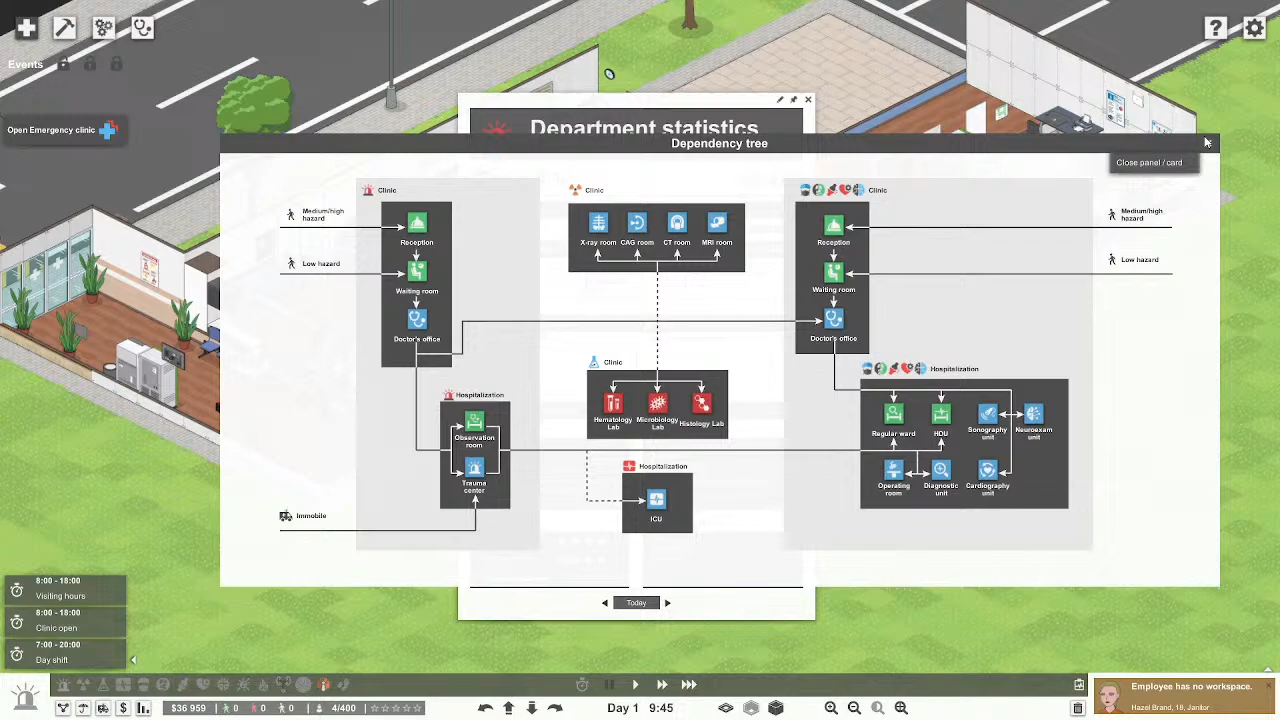 Events
Open Emergency clinic
Department statistics
Dependency tree
Close panel / card
Clinic
Medium/high
hazard
Low hazard
Reception
Waiting room
Doctor's office
Hospitalization
Observation
room
Trauma
center
Immobile
Clinic
X-ray room
CAG room
CT room
MRI room
Clinic
Hematology
Lab
Microbiology
Lab
Histology Lab
Hospitalization
ICU
Clinic
Reception
Waiting room
Doctor's office
Medium/high
hazard
Low hazard
Hospitalization
Regular ward
HDU
Sonography
unit
Neuroexam
unit
Operating
room
Diagnostic
unit
Cardiography
unit
Today
8:00 - 18:00
Visiting hours
8:00 - 18:00
Clinic open
7:00 - 20:00
Day shift
$36 959
0
0
0
4/400
Day 1 9:45
Employee has no workspace.
Hazel Brand, 18, Janitor